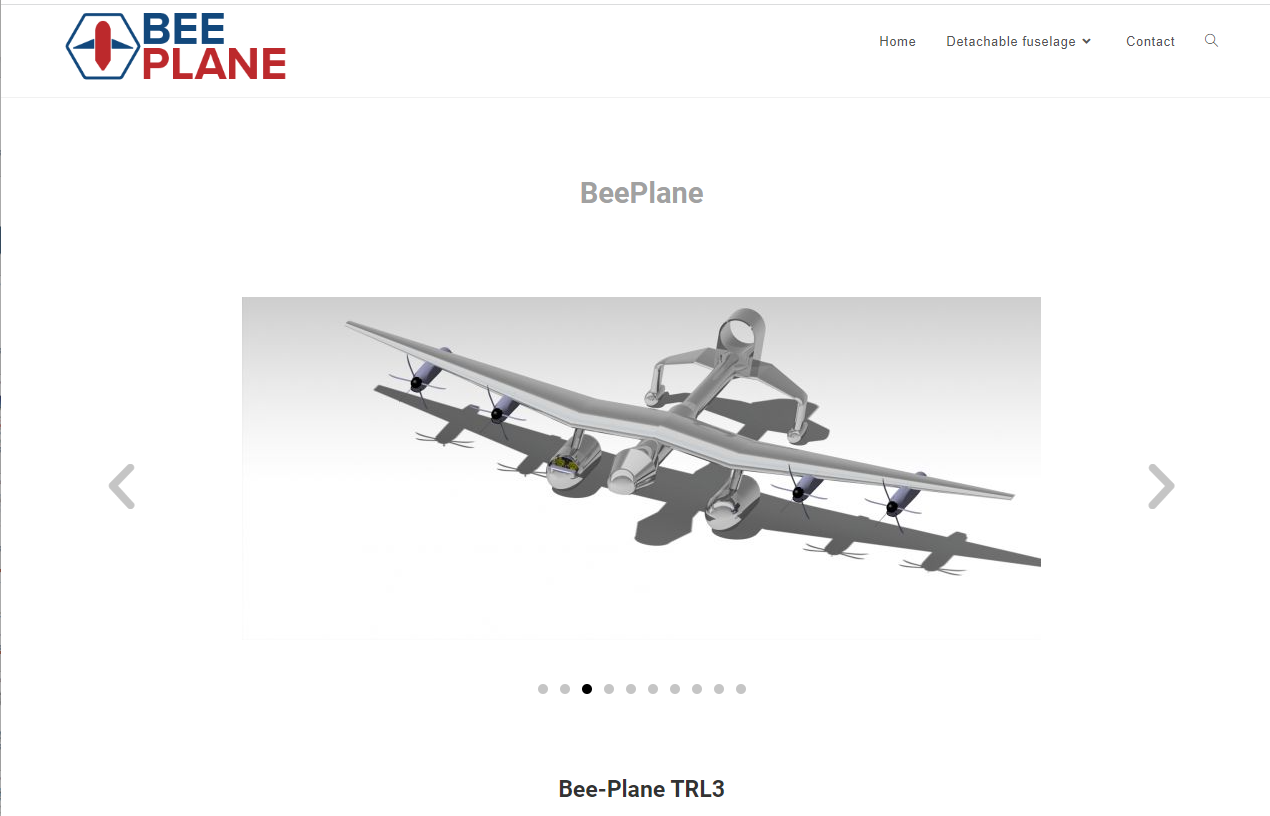 BEE
PLANE
Home
Detachable fuselage
Contact
BeePlane
Bee-Plane TRL3